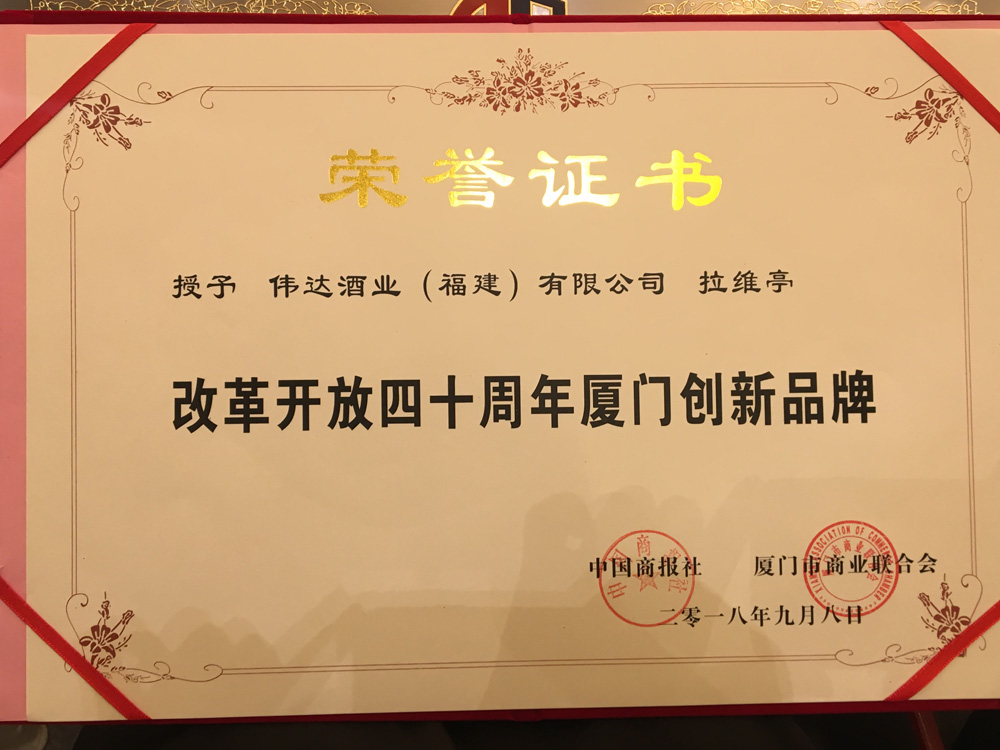 荣誉证书
授予 伟达酒业（福建）有限公司 拉维亭
改革开放四十周年厦门创新品牌
中国商报社 厦门市商业联合会
二零一八年九月八日